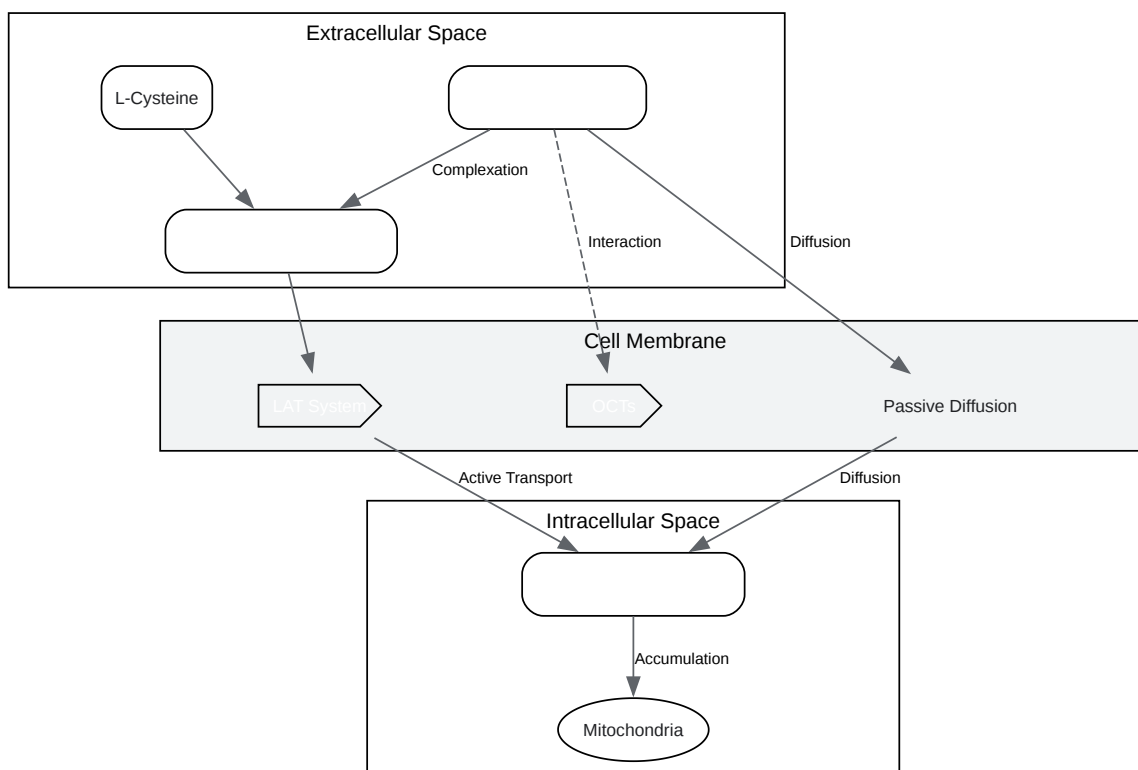 Extracellular Space
L-Cysteine
Complexation
Interaction
Diffusion
Cell Membrane
LAT System
OCTs
Passive Diffusion
Active Transport
Diffusion
Intracellular Space
Accumulation
Mitochondria